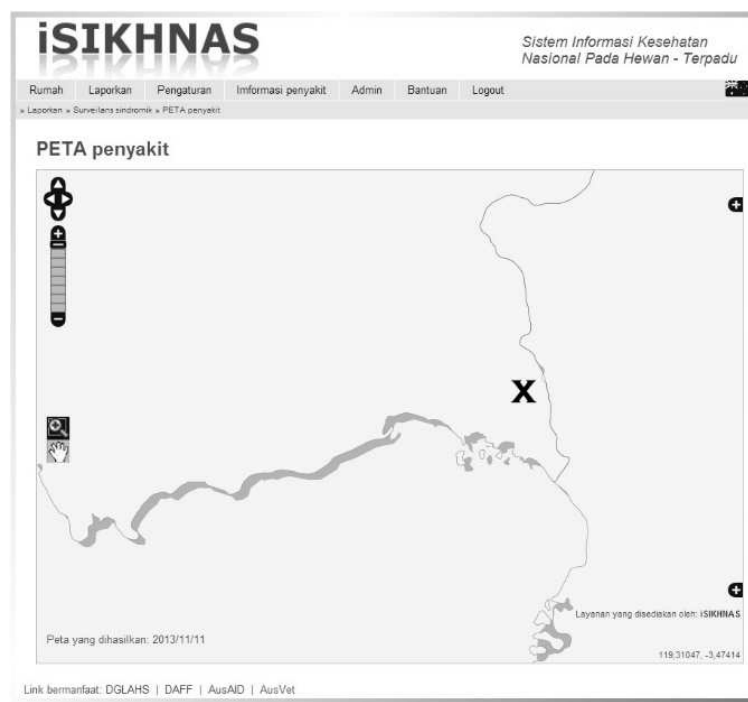 iSIKHNAS
Sistem Informasi Kesehatan
Nasional Pada Hewan - Terpadu
Rumah Laporkan Pengaturan Imformasi penyakit Admin Bantuan Logout
» Laporkan » Surveilans sindromik » PETA penyakit
PETA penyakit
X
Layanan yang disediakan oleh: iSIKHNAS
Peta yang dihasilkan: 2013/11/11
119,31047, -3,47414
Link bermanfaat: DGLAHS | DAFF | AusAID | AusVet